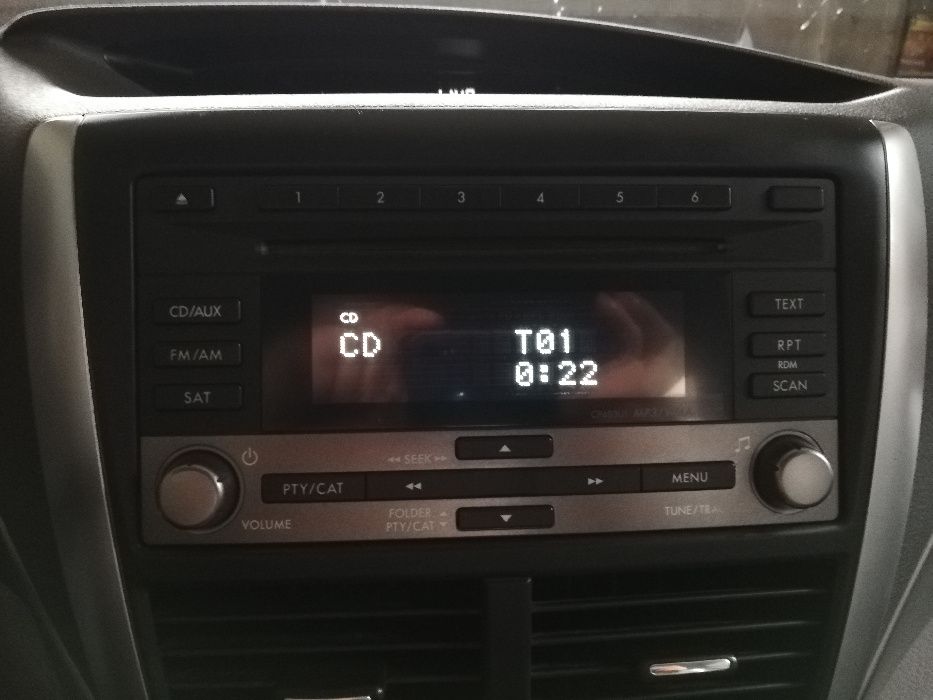 1 2 3 4 5 6
CD/AUX
FM/AM
SAT
CD
CD
T01
0:22
TEXT
RPT
RDM
SCAN
SEEK
PTY/CAT
MENU
VOLUME
FOLDER
PTY/CAT